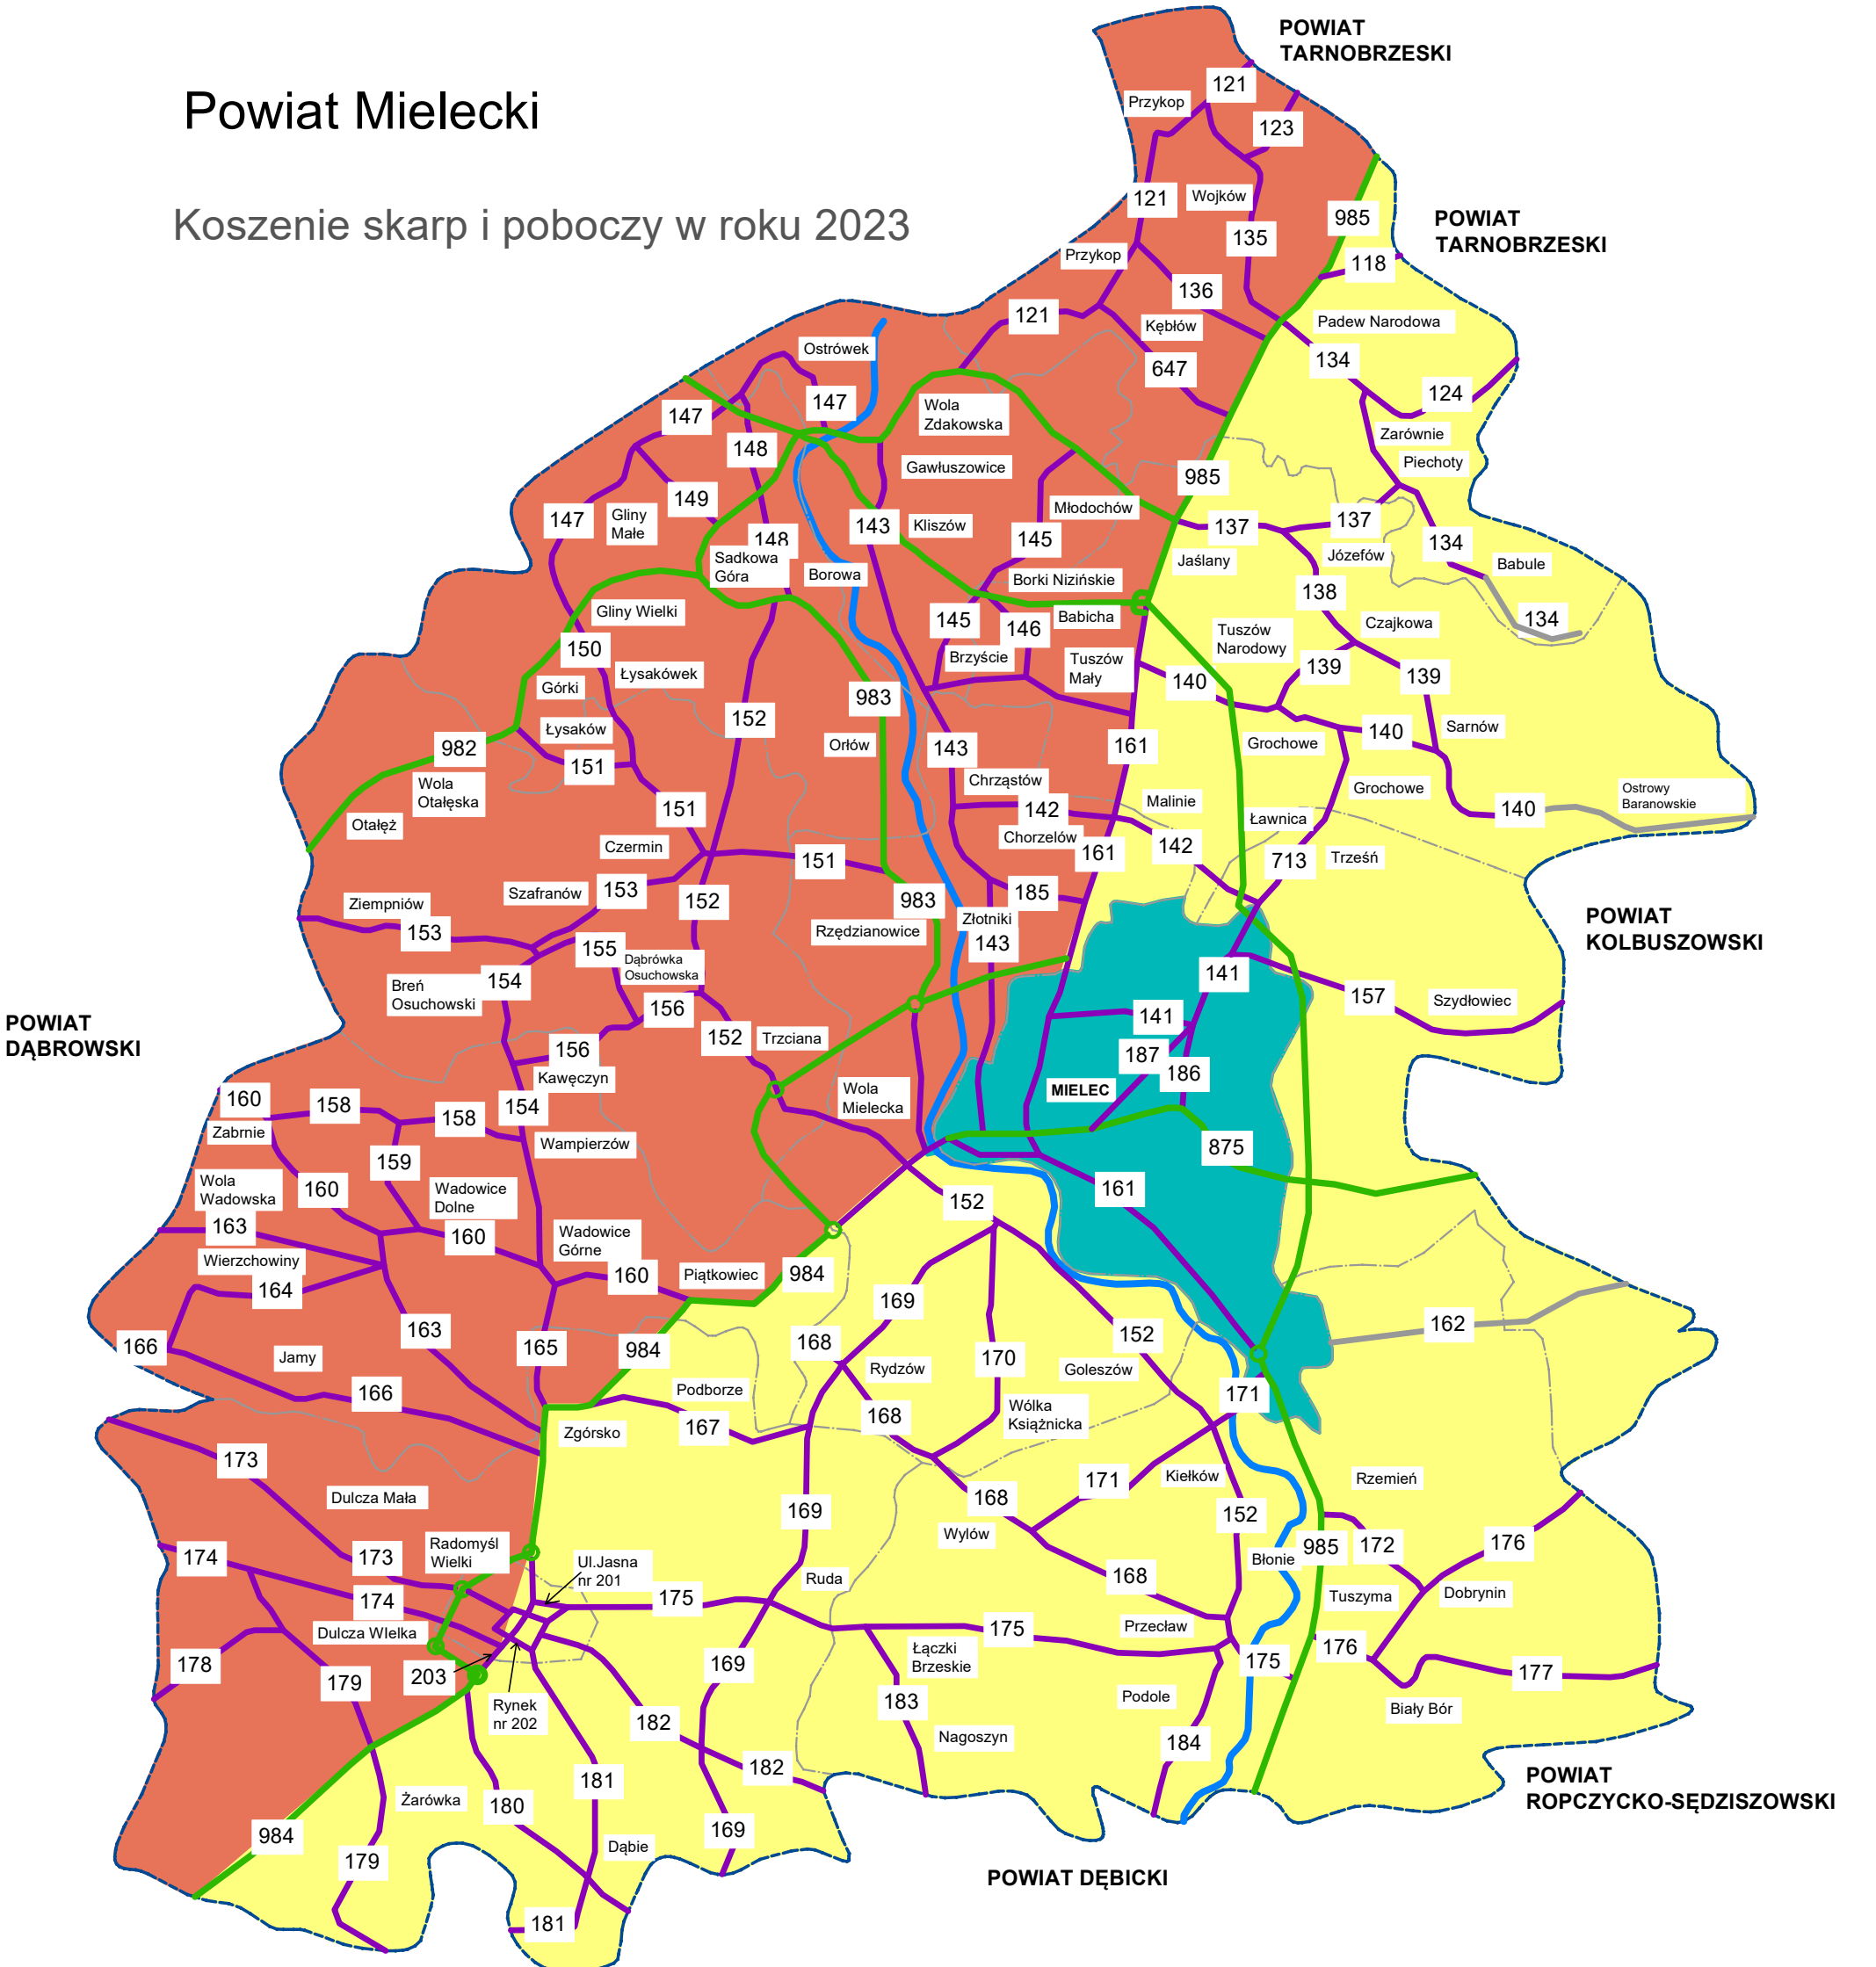 POWIAT
TARNOBRZESKI
Powiat Mielecki
121
Przykop
123
121
Wojków
Koszenie skarp i poboczy w roku 2023
985
POWIAT
TARNOBRZESKI
135
Przykop
118
136
121
Kębłów
Padew Narodowa
Ostrówek
134
647
124
147
147
Wola
Zdakowska
Zarównie
148
Gawłuszowice
Piechoty
985
149
Młodochów
147
Gliny
Małe
143
Kliszów
137
137
148
145
134
Sadkowa
Góra
Borowa
Jaślany
Józefów
Babule
Borki Nizińskie
138
Gliny Wielki
145
146
Babicha
134
Tuszów
Narodowy
Czajkowa
150
Brzyście
Tuszów
Mały
Łysakówek
139
139
Górki
140
983
152
Łysaków
Orłów
982
143
161
Grochowe
140
Sarnów
151
Wola
Otałęska
Chrząstów
Grochowe
Ostrowy
Baranowskie
151
142
Malinie
140
Otałęż
Ławnica
Chorzelów
Czermin
151
161
142
713
Trześń
Szafranów
153
185
Ziempniów
152
983
Złotniki
POWIAT
KOLBUSZOWSKI
153
Rzędzianowice
155
143
Dąbrówka
Osuchowska
154
141
Breń
Osuchowski
157
Szydłowiec
156
141
POWIAT
DĄBROWSKI
152
Trzciana
156
187
Kawęczyn
186
MIELEC
Wola
Mielecka
160
158
154
158
Zabrnie
Wampierzów
875
159
Wola
Wadowska
160
Wadowice
Dolne
161
152
163
160
Wadowice
Górne
Wierzchowiny
160
Piątkowiec
984
164
169
162
163
152
166
165
984
168
Jamy
170
Rydzów
Goleszów
166
Podborze
171
168
Wólka
Książnicka
167
Zgórsko
173
171
Kiełków
Rzemień
Dulcza Mała
168
169
152
Wylów
Radomyśl
Wielki
985
172
176
174
173
Ul.Jasna
nr 201
Błonie
Ruda
168
175
Tuszyma
Dobrynin
174
Przecław
Dulcza WIelka
175
176
Łączki
Brzeskie
178
169
175
203
177
179
Podole
183
Rynek
nr 202
182
Biały Bór
Nagoszyn
184
182
181
POWIAT
ROPCZYCKO-SĘDZISZOWSKI
Żarówka
180
169
984
Dąbie
179
POWIAT DĘBICKI
181